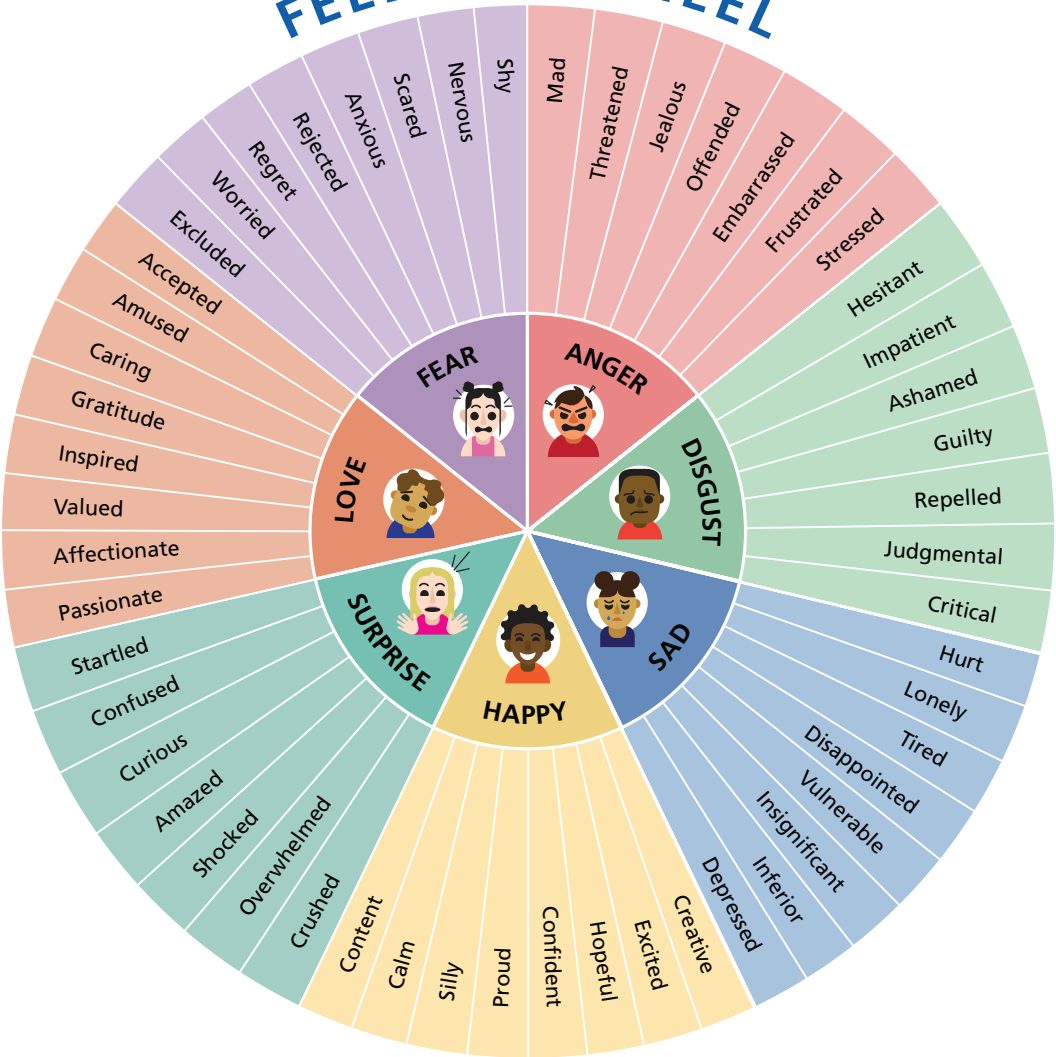 FEAR
Shy
Nervous
Scared
Anxious
Rejected
Regret
Worried
Excluded
ANGER
Mad
Threatened
Jealous
Offended
Embarrassed
Frustrated
Stressed
DISGUST
Hesitant
Impatient
Ashamed
Guilty
Repelled
Judgmental
Critical
SAD
Hurt
Lonely
Tired
Disappointed
Vulnerable
Insignificant
Inferior
Depressed
HAPPY
Creative
Excited
Hopeful
Confident
Proud
Silly
Calm
Content
SURPRISE
Crushed
Overwhelmed
Shocked
Amazed
Curious
Confused
Startled
LOVE
Passionate
Affectionate
Valued
Inspired
Gratitude
Caring
Amused
Accepted